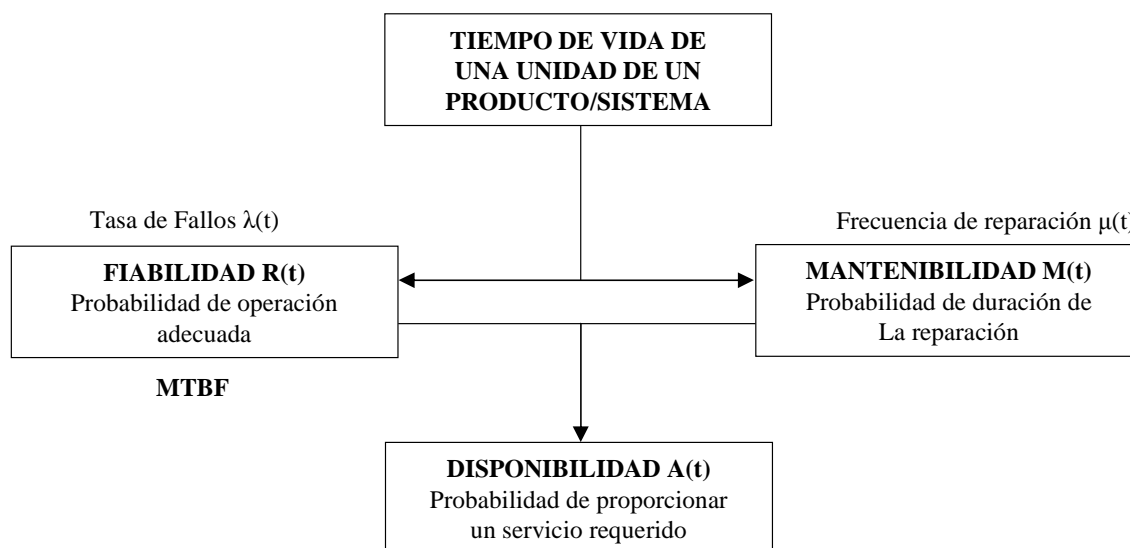 TIEMPO DE VIDA DE
UNA UNIDAD DE UN
PRODUCTO/SISTEMA
Tasa de Fallos λ(t)
Frecuencia de reparación μ(t)
FIABILIDAD R(t)
Probabilidad de operación
adecuada
MANTENIBILIDAD M(t)
Probabilidad de duración de
La reparación
MTBF
DISPONIBILIDAD A(t)
Probabilidad de proporcionar
un servicio requerido